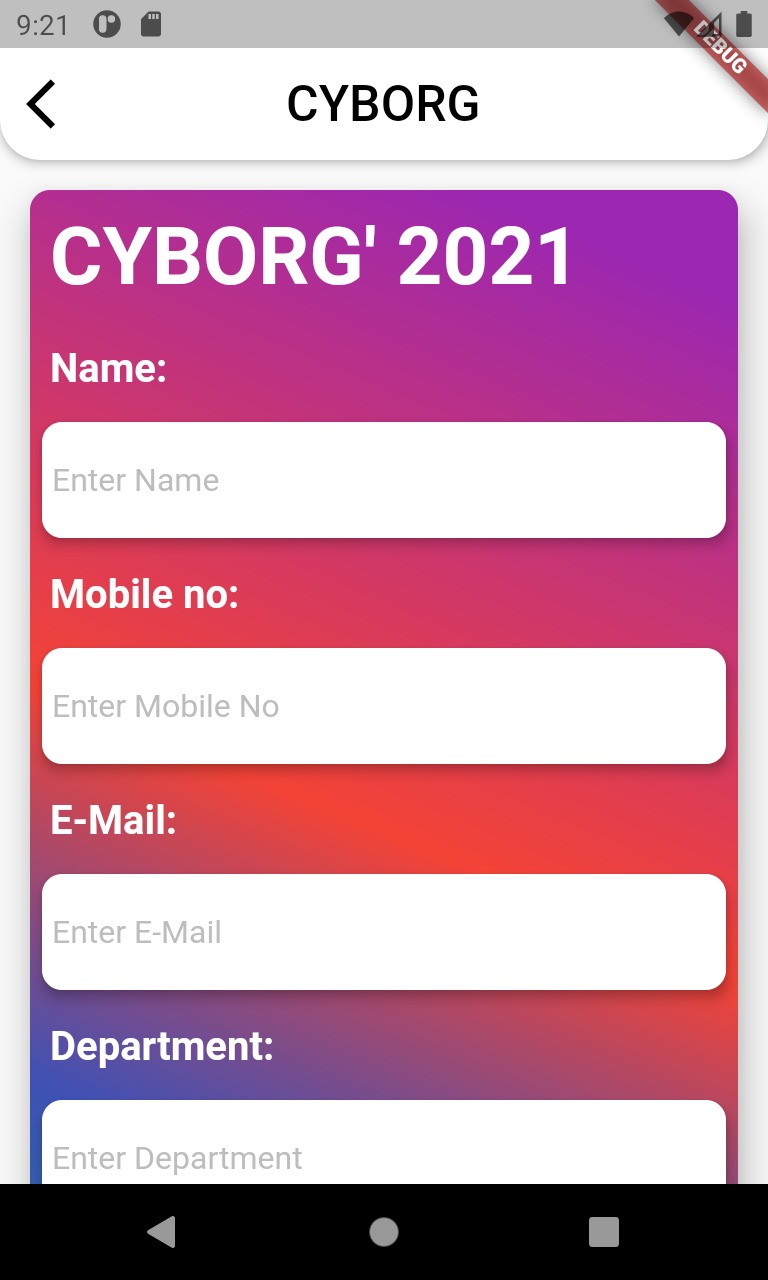 9:21
DEBUG
CYBORG
CYBORG' 2021
Name:
Enter Name
Mobile no:
Enter Mobile No
E-Mail:
Enter E-Mail
Department:
Enter Department